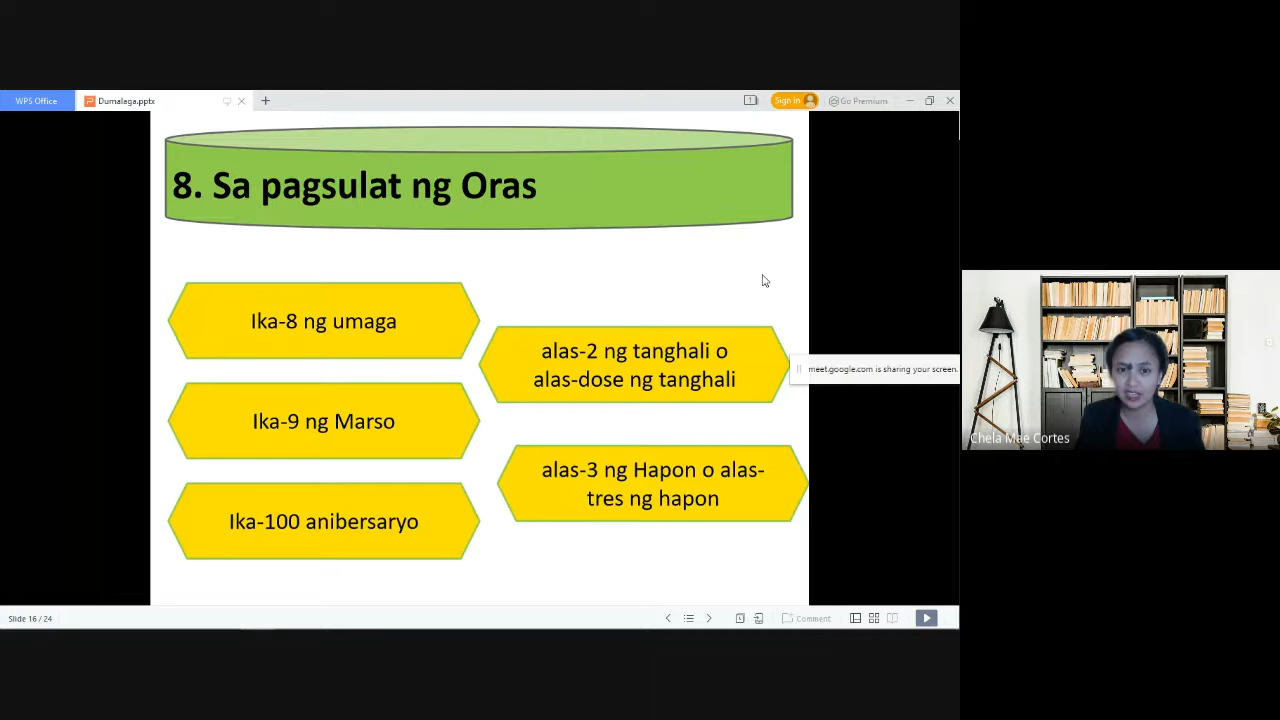 WPS Office
Dumalaga.pptx
Sign in
Go Premium
8. Sa pagsulat ng Oras
Ika-8 ng umaga
Ika-9 ng Marso
Ika-100 anibersaryo
alas-2 ng tanghali o
alas-dose ng tanghali
alas-3 ng Hapon o alas-
tres ng hapon
meet.google.com is sharing your screen.
Chela Mae Cortes
Slide 16 / 24
Comment